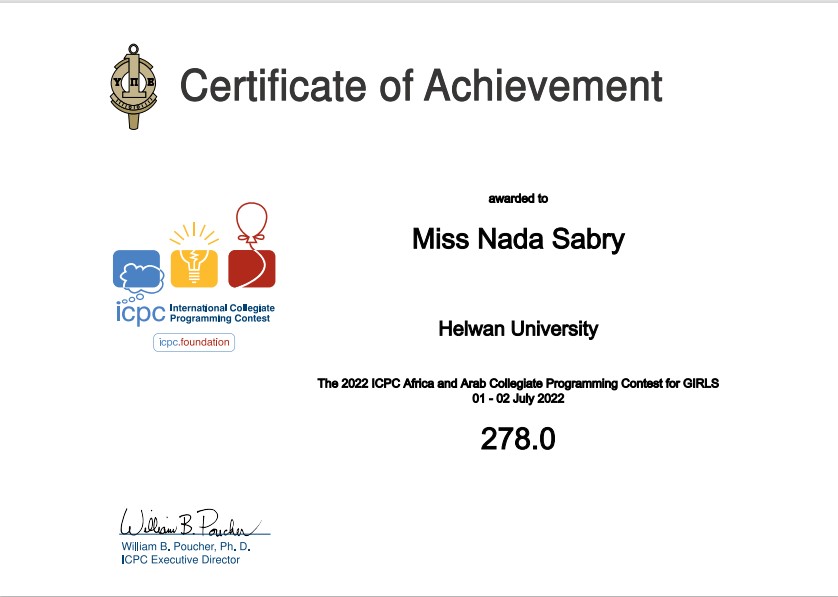 Υ Π Ε
Certificate of Achievement
awarded to
Miss Nada Sabry
Helwan University
The 2022 ICPC Africa and Arab Collegiate Programming Contest for GIRLS
01 - 02 July 2022
278.0
icpc International Collegiate
Programming Contest
icpc.foundation
William B. Poucher
William B. Poucher, Ph. D.
ICPC Executive Director